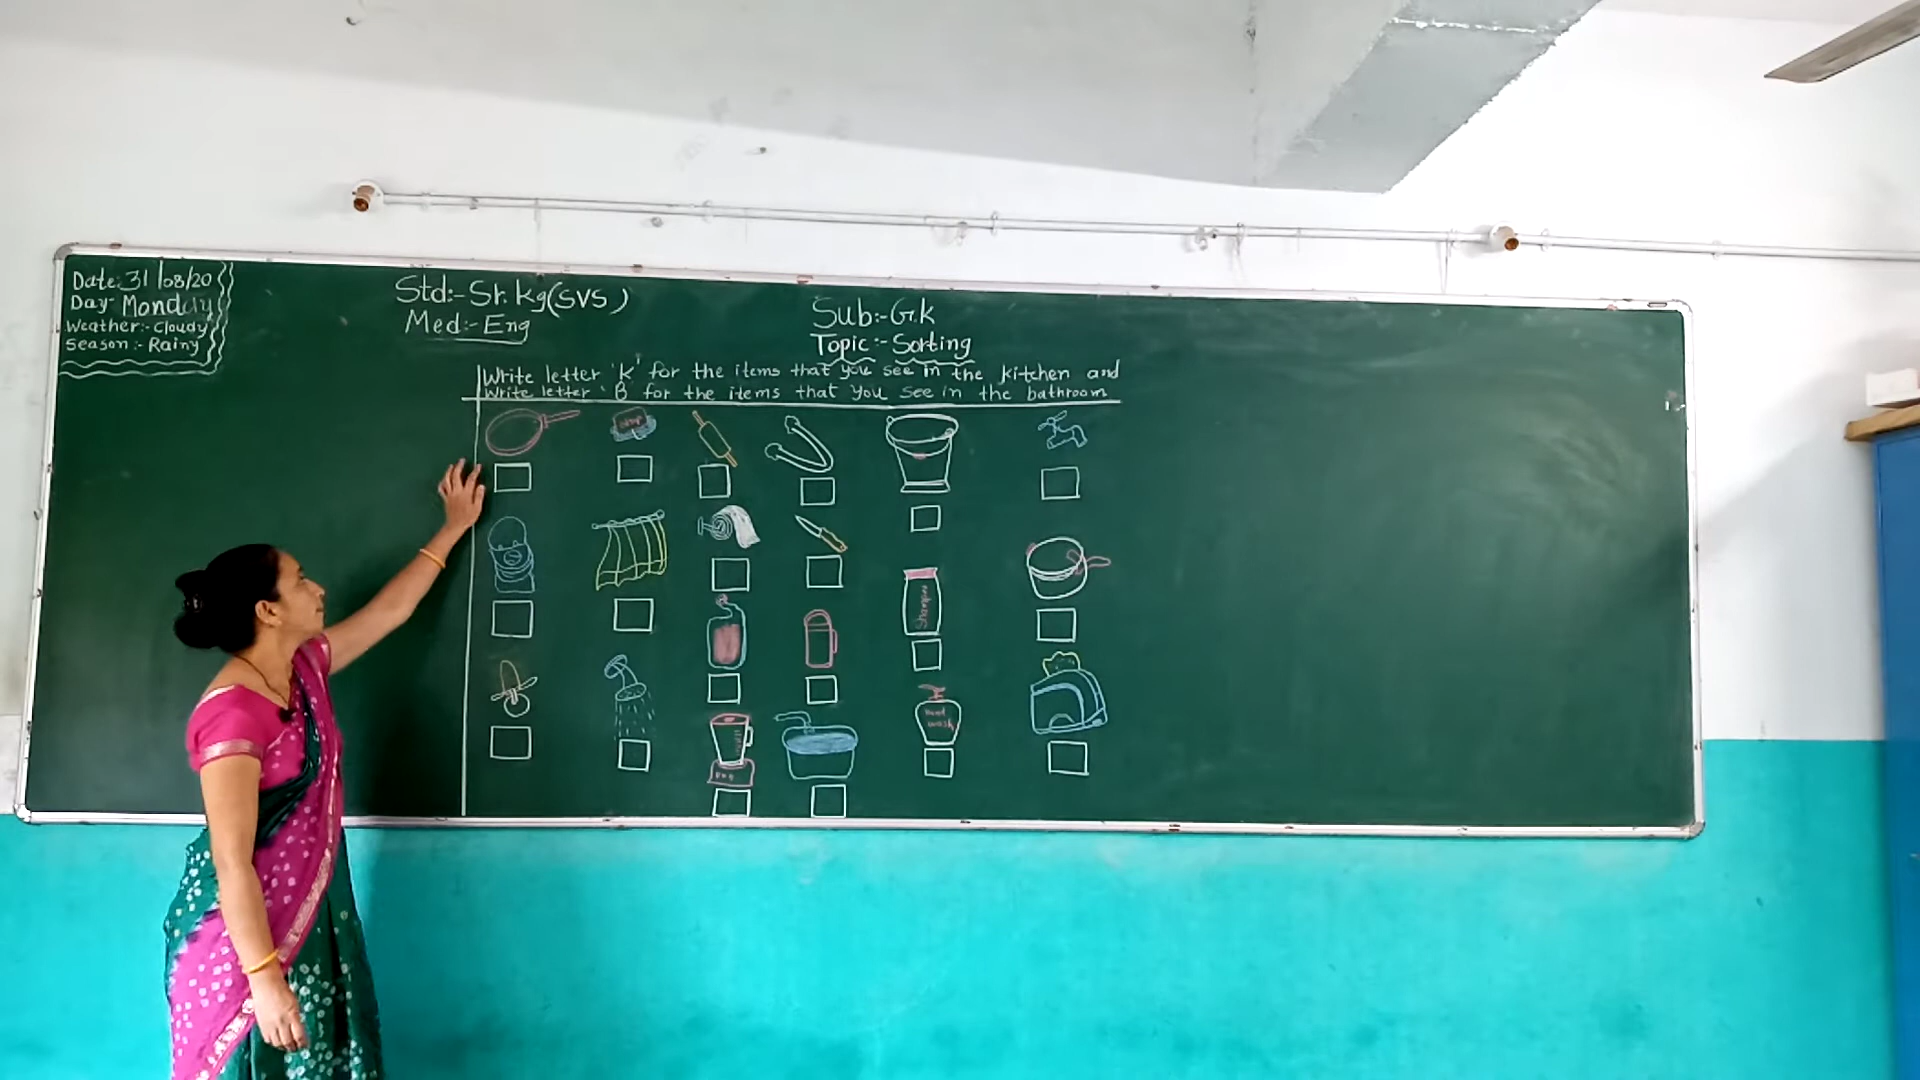 Date:31/08/20
Day-Monday
Weather:-Cloudy
Season:-Rainy
Std:-Sr.kg(SVS)
Med:-Eng
Sub:-G.k
Topic:-Sorting
Write letter 'K' for the items that you see in the kitchen and
Write letter 'B' for the items that you see in the bathroom
Soap
Shampoo
Hand
wash